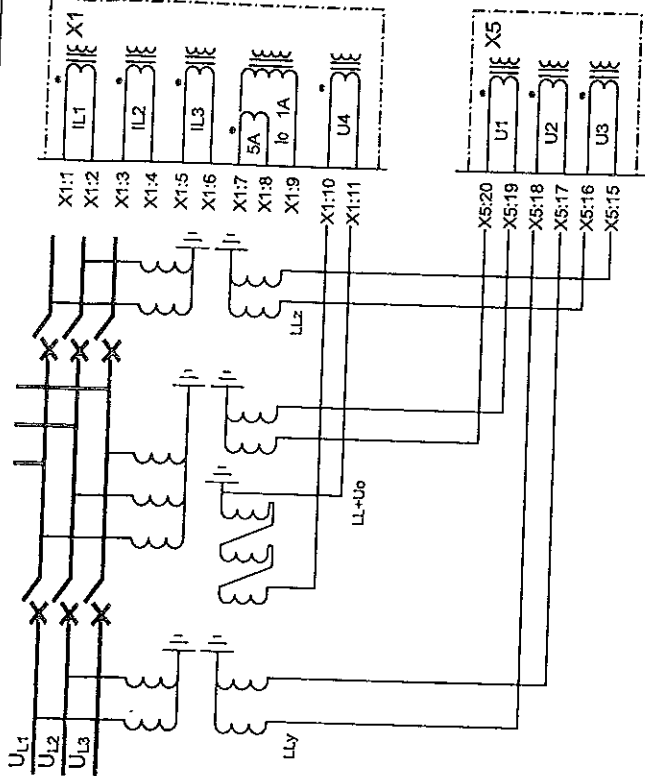 X1
IL1
IL2
IL3
5A
Io 1A
U4
X1:1
X1:2
X1:3
X1:4
X1:5
X1:6
X1:7
X1:8
X1:9
X1:10
X1:11
X5
U1
U2
U3
X5:20
X5:19
X5:18
X5:17
X5:16
X5:15
LLz
LL+Uo
LLy
UL1
UL2
UL3